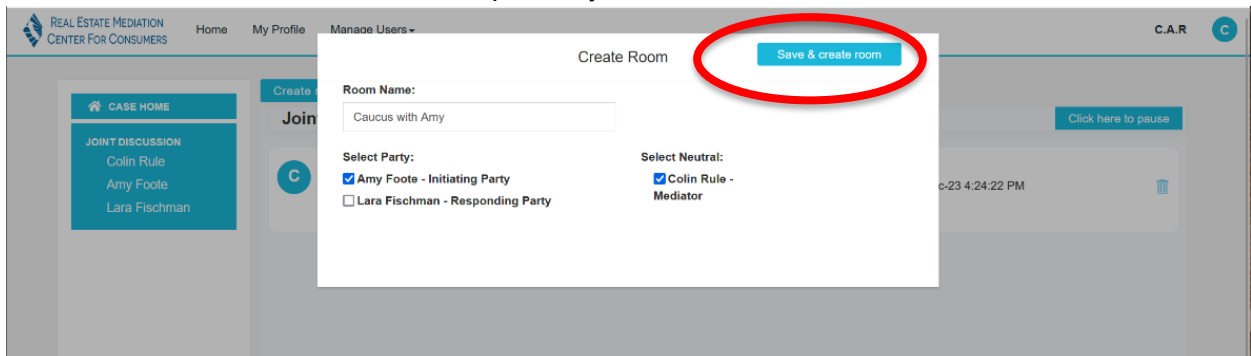 REAL ESTATE MEDIATION
CENTER FOR CONSUMERS
Home My Profile Manage Users
C.A.R C
Create Room
Save & create room
CASE HOME
JOINT DISCUSSION
Colin Rule
Amy Foote
Lara Fischman
Create
Join
Click here to pause
Room Name:
Caucus with Amy
Select Party:
Amy Foote - Initiating Party
Lara Fischman - Responding Party
Select Neutral:
Colin Rule -
Mediator
C
c-23 4:24:22 PM